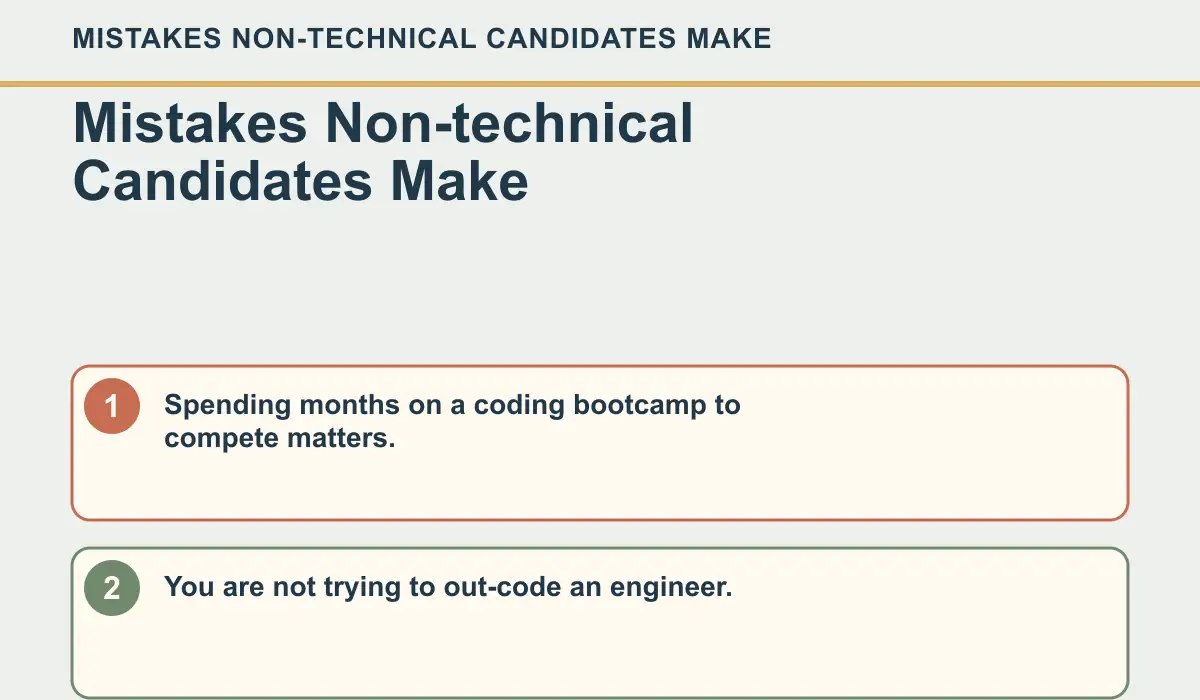 MISTAKES NON-TECHNICAL CANDIDATES MAKE
Mistakes Non-technical
Candidates Make
1
Spending months on a coding bootcamp to
compete matters.
2
You are not trying to out-code an engineer.